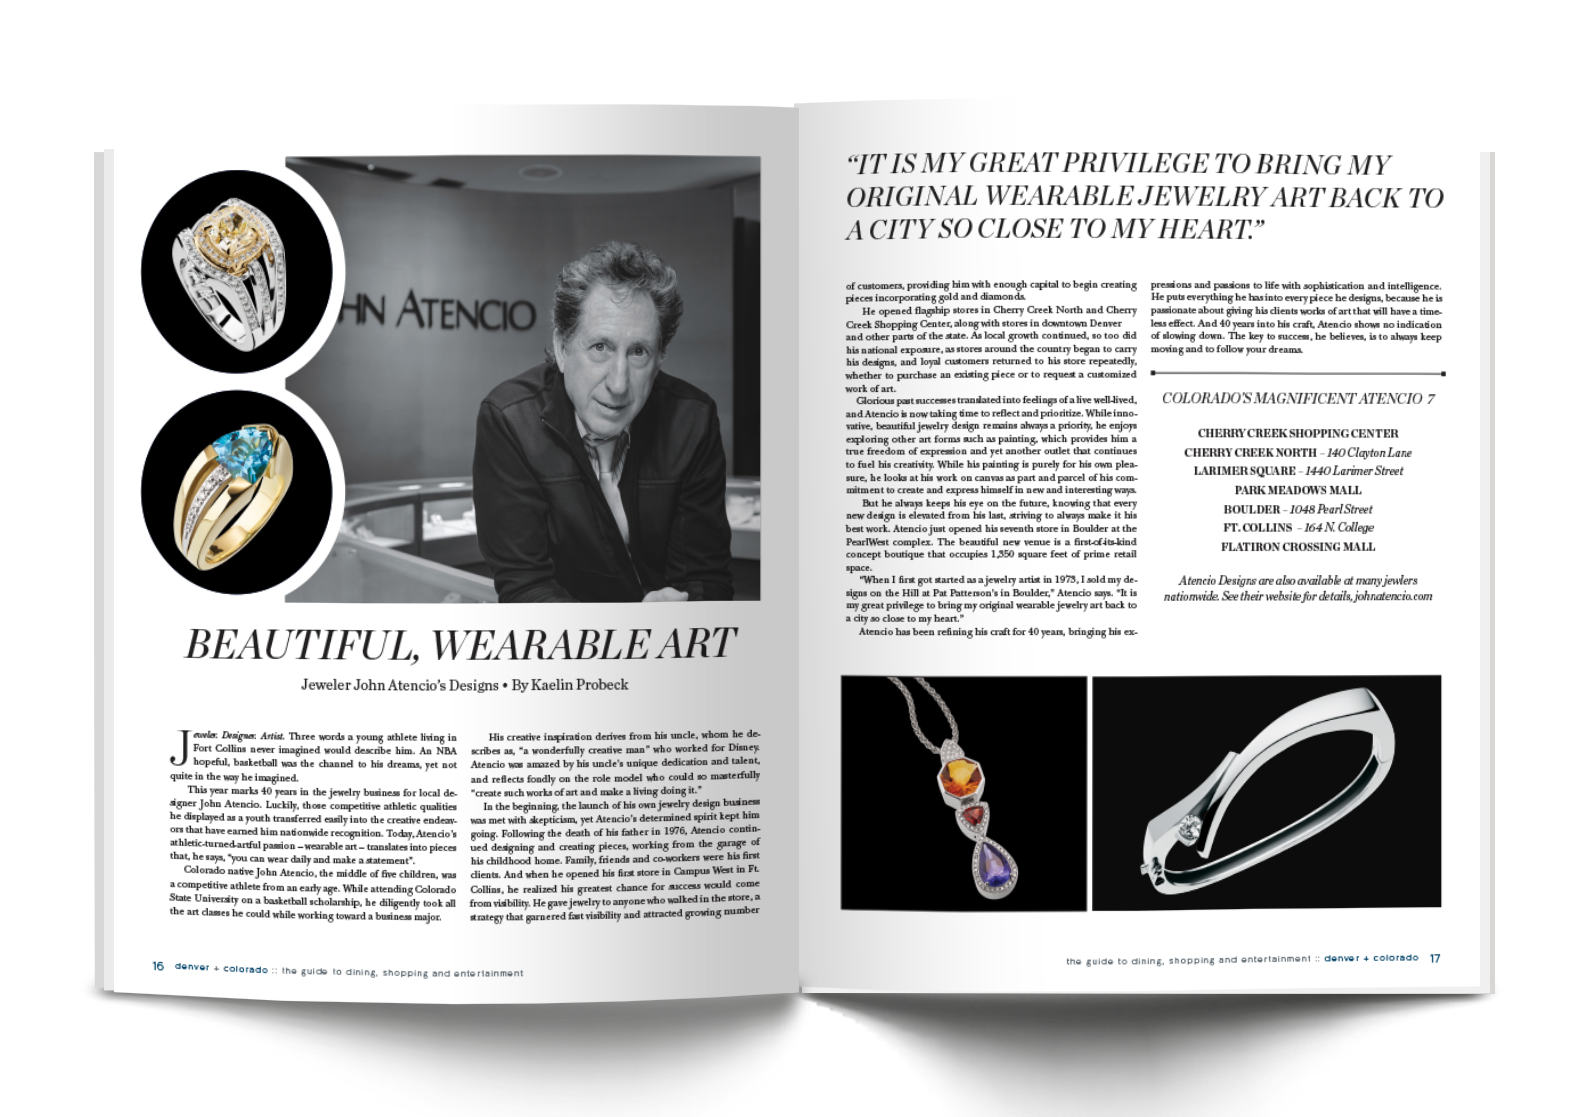 HN ATENCIO
BEAUTIFUL, WEARABLE ART
Jeweler John Atencio's Designs • By Kaelin Probeck
Jeweler. Designer. Artist. Three words a young athlete living in
Fort Collins never imagined would describe him. An NBA
hopeful, basketball was the channel to his dreams, yet not
quite in the way he imagined.
This year marks 40 years in the jewelry business for local de-
signer John Atencio. Luckily, those competitive athletic qualities
he displayed as a youth transferred easily into the creative endeav-
ors that have earned him nationwide recognition. Today, Atencio's
athletic-turned-artful passion – wearable art – translates into pieces
that, he says, "you can wear daily and make a statement".
Colorado native John Atencio, the middle of five children, was
a competitive athlete from an early age. While attending Colorado
State University on a basketball scholarship, he diligently took all
the art classes he could while working toward a business major.
His creative inspiration derives from his uncle, whom he de-
scribes as, "a wonderfully creative man" who worked for Disney.
Atencio was amazed by his uncle's unique dedication and talent,
and reflects fondly on the role model who could so masterfully
"create such works of art and make a living doing it."
In the beginning, the launch of his own jewelry design business
was met with skepticism, yet Atencio's determined spirit kept him
going. Following the death of his father in 1976, Atencio contin-
ued designing and creating pieces, working from the garage of
his childhood home. Family, friends and co-workers were his first
clients. And when he opened his first store in Campus West in Ft.
Collins, he realized his greatest chance for success would come
from visibility. He gave jewelry to anyone who walked in the store, a
strategy that garnered fast visibility and attracted growing number
16 denver + colorado :: the guide to dining, shopping and entertainment
"IT IS MY GREAT PRIVILEGE TO BRING MY
ORIGINAL WEARABLE JEWELRY ART BACK TO
A CITY SO CLOSE TO MY HEART."
of customers, providing him with enough capital to begin creating
pieces incorporating gold and diamonds.
He opened flagship stores in Cherry Creek North and Cherry
Creek Shopping Center, along with stores in downtown Denver
and other parts of the state. As local growth continued, so too did
his national exposure, as stores around the country began to carry
his designs, and loyal customers returned to his store repeatedly,
whether to purchase an existing piece or to request a customized
work of art.
Glorious past successes translated into feelings of a live well-lived,
and Atencio is now taking time to reflect and prioritize. While inno-
vative, beautiful jewelry design remains always a priority, he enjoys
exploring other art forms such as painting, which provides him a
true freedom of expression and yet another outlet that continues
to fuel his creativity. While his painting is purely for his own plea-
sure, he looks at his work on canvas as part and parcel of his com-
mitment to create and express himself in new and interesting ways.
But he always keeps his eye on the future, knowing that every
new design is elevated from his last, striving to always make it his
best work. Atencio just opened his seventh store in Boulder at the
PearlWest complex. The beautiful new venue is a first-of-its-kind
concept boutique that occupies 1,350 square feet of prime retail
space.
"When I first got started as a jewelry artist in 1973, I sold my de-
signs on the Hill at Pat Patterson's in Boulder," Atencio says. "It is
my great privilege to bring my original wearable jewelry art back to
a city so close to my heart."
Atencio has been refining his craft for 40 years, bringing his ex-
pressions and passions to life with sophistication and intelligence.
He puts everything he has into every piece he designs, because he is
passionate about giving his clients works of art that will have a time-
less effect. And 40 years into his craft, Atencio shows no indication
of slowing down. The key to success, he believes, is to always keep
moving and to follow your dreams.
COLORADO'S MAGNIFICENT ATENCIO 7
CHERRY CREEK SHOPPING CENTER
CHERRY CREEK NORTH – 140 Clayton Lane
LARIMER SQUARE – 1440 Larimer Street
PARK MEADOWS MALL
BOULDER – 1048 Pearl Street
FT. COLLINS – 164 N. College
FLATIRON CROSSING MALL
Atencio Designs are also available at many jewlers
nationwide. See their website for details, johnatencio.com
the guide to dining, shopping and entertainment :: denver + colorado 17